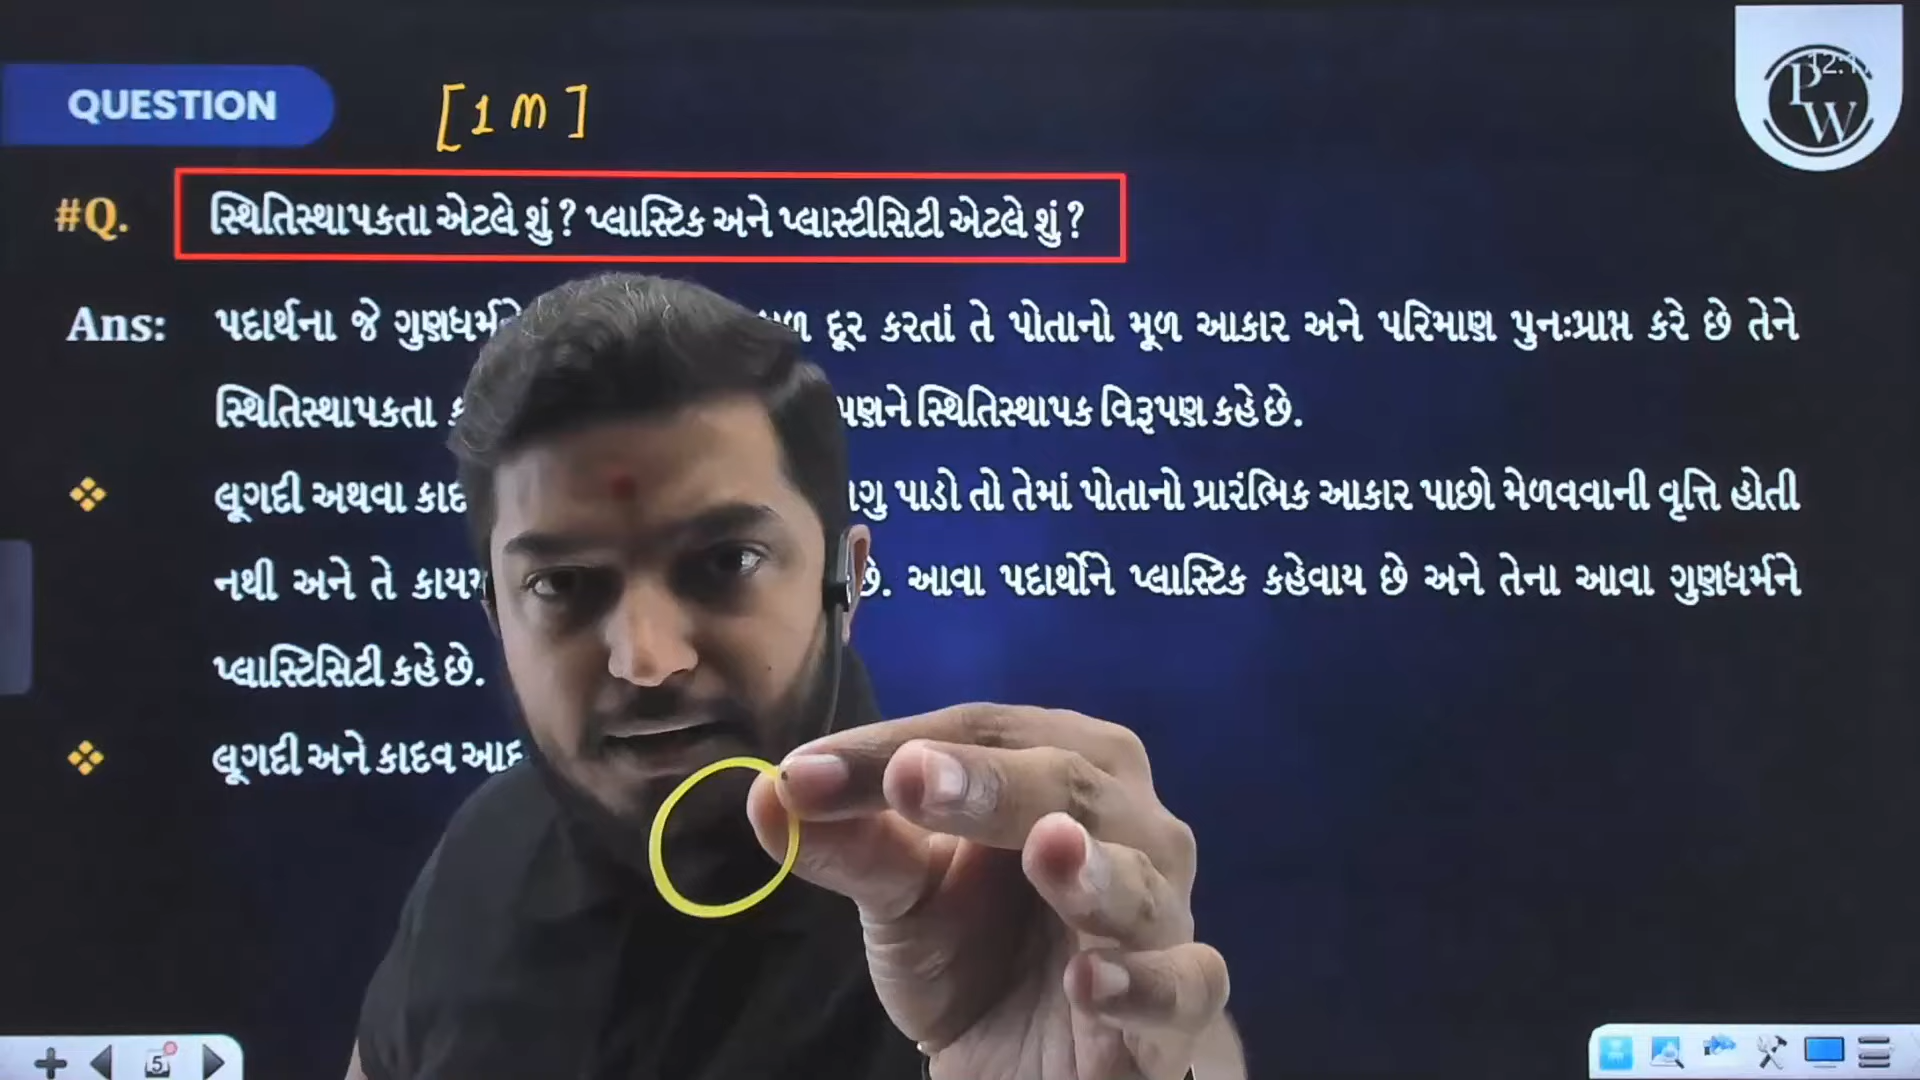 QUESTION
[1 m]
P
W
#Q. સ્થિતિસ્થાપકતા એટલે શું ? પ્લાસ્ટિક અને પ્લાસ્ટીસિટી એટલે શું ?
Ans: પદાર્થના જે દૂર કરતાં તે પોતાનો મૂળ આકાર અને પરિમાણ પુનઃપ્રાપ્ત કરે છે તેને
સ્થિતિસ્થાપકતા સ્થિતિસ્થાપક વિરૂપણ કહે છે.
લૂગદી અથવા પાડો તો તેમાં પોતાનો પ્રારંભિક આકાર પાછો મેળવવાની વૃત્તિ હોતી
નથી અને તે છે. આવા પદાર્થોને પ્લાસ્ટિક કહેવાય છે અને તેના આવા ગુણધર્મને
પ્લાસ્ટિસિટી કહે છે.
લૂગદી અને કાદવ
5